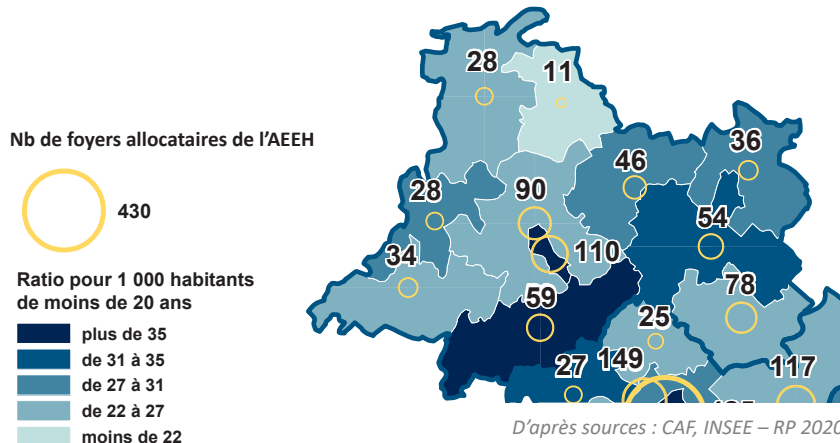 28
11
Nb de foyers allocataires de l'AEEH
36
46
28
90
430
54
110
34
Ratio pour 1 000 habitants
de moins de 20 ans
78
59
25
plus de 35
149
117
27
de 31 à 35
de 27 à 31
de 22 à 27
moins de 22
D'après sources : CAF, INSEE – RP 2020